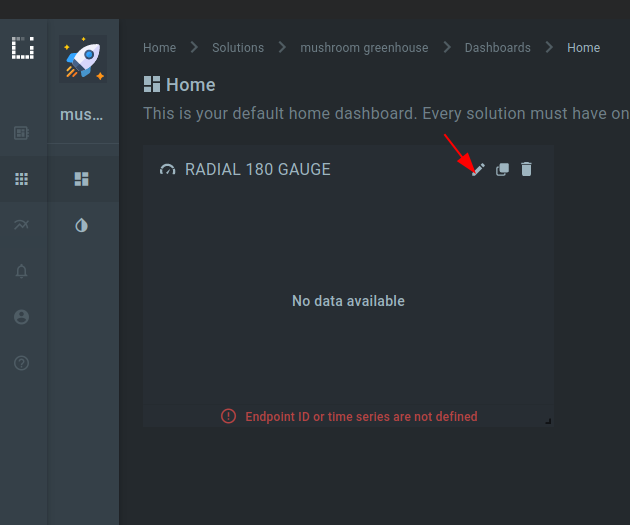 Home > Solutions > mushroom greenhouse > Dashboards > Home
mus...
Home
This is your default home dashboard. Every solution must have on
RADIAL 180 GAUGE
No data available
Endpoint ID or time series are not defined